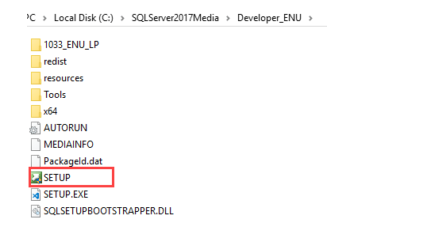 PC > Local Disk (C:) > SQLServer2017Media > Developer_ENU >
1033_ENU_LP
redist
resources
Tools
x64
AUTORUN
MEDIAINFO
PackageId.dat
SETUP
SETUP.EXE
SQLSETUPBOOTSTRAPPER.DLL